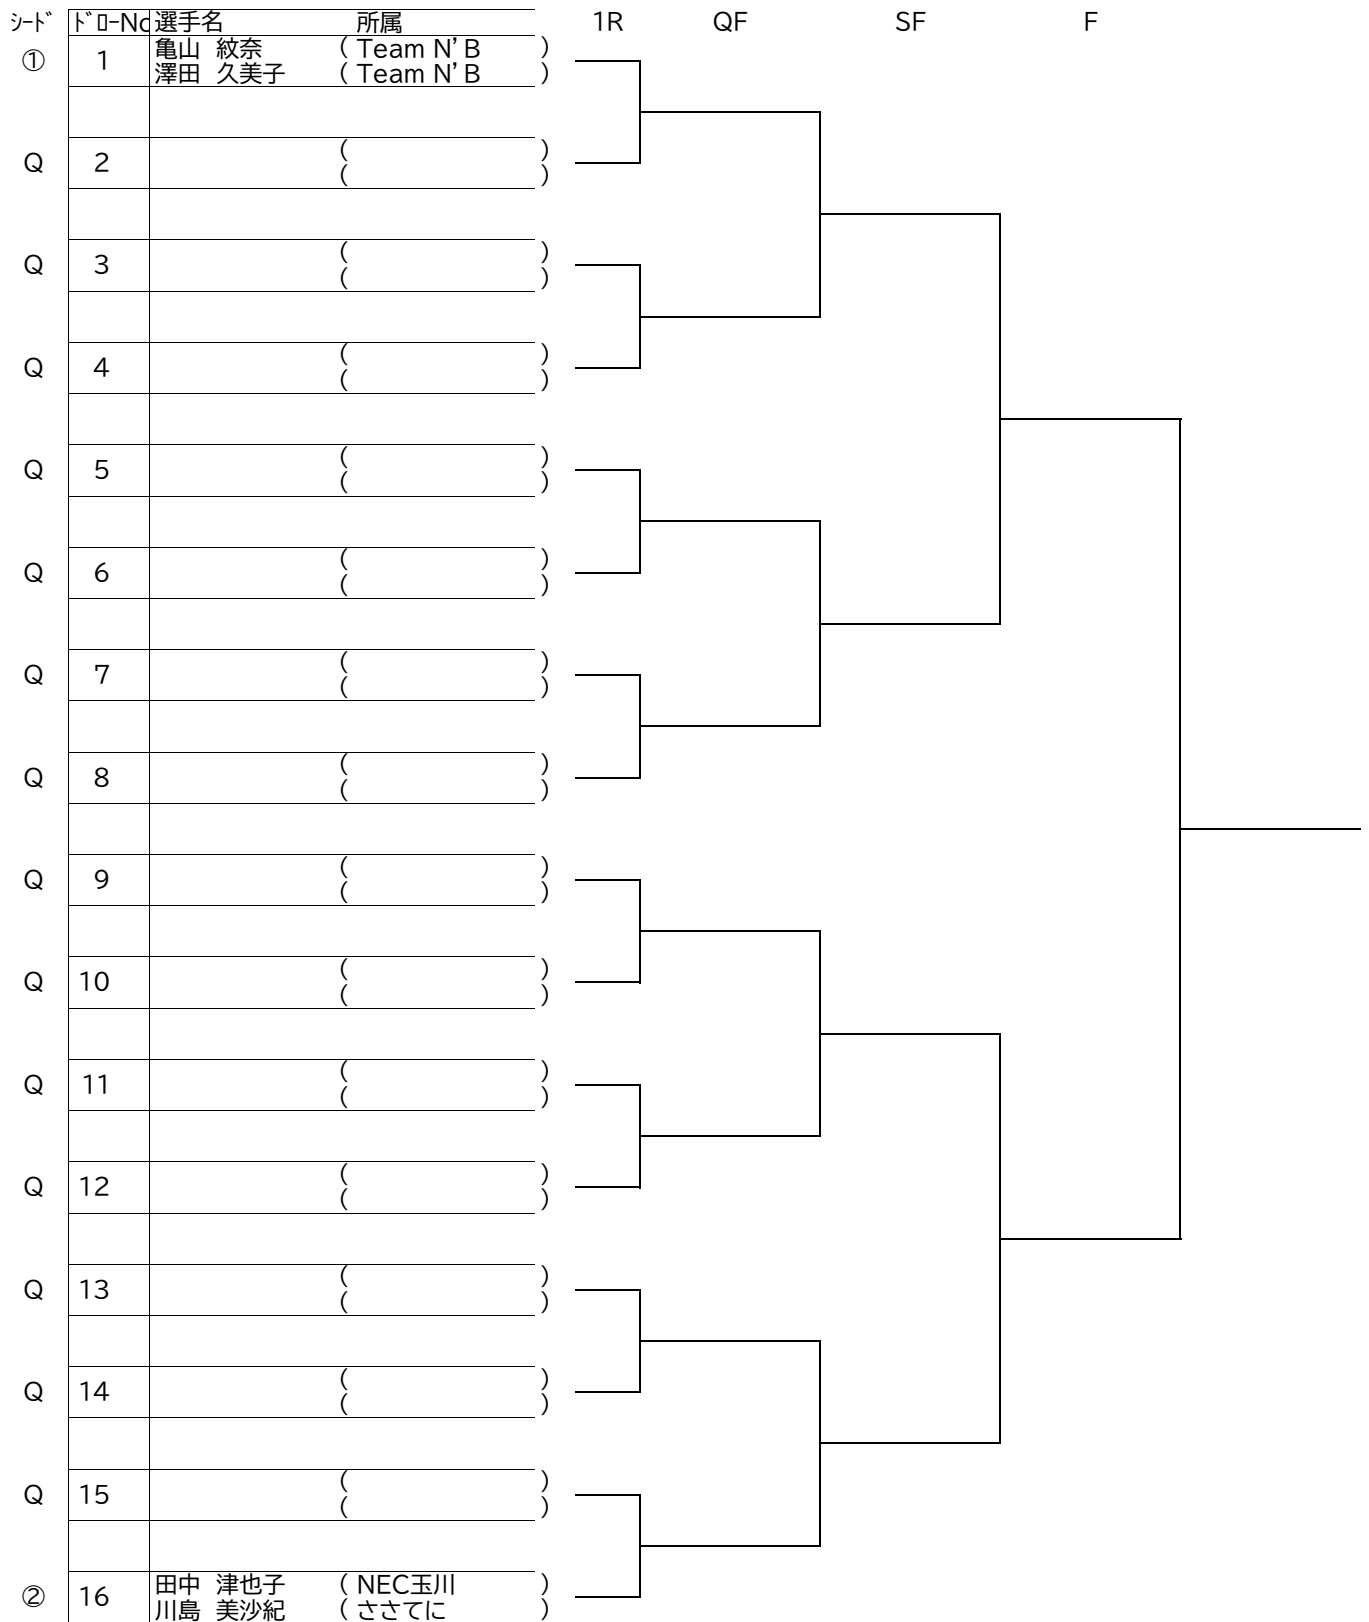 シード ドローNo 選手名 所属 1R QF SF F
① 1 亀山 紋奈 ( Team N'B )
澤田 久美子 ( Team N'B )
Q 2 ( )
( )
Q 3 ( )
( )
Q 4 ( )
( )
Q 5 ( )
( )
Q 6 ( )
( )
Q 7 ( )
( )
Q 8 ( )
( )
Q 9 ( )
( )
Q 10 ( )
( )
Q 11 ( )
( )
Q 12 ( )
( )
Q 13 ( )
( )
Q 14 ( )
( )
Q 15 ( )
( )
② 16 田中 津也子 ( NEC玉川 )
川島 美沙紀 ( ささてに )